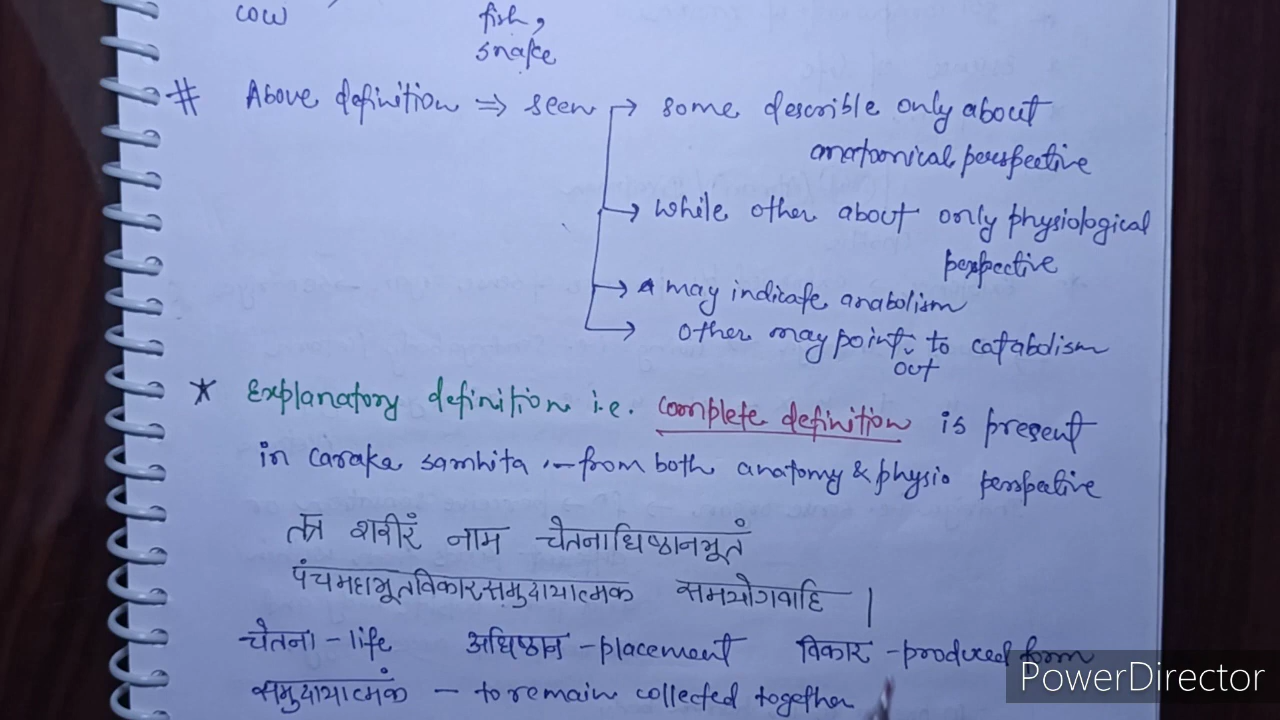 cow fish,
snake
# Above definition ⇒ seen → some describle only about
anatomical perspective
→ while other about only physiological
perspective
→ may indicate anabolism
→ other may point to catabolism
out
* Explanatory definition i.e. complete definition is present
in caraka samhita :- from both anatomy & physio perspective
तत्र शरीरं नाम चेतनाधिष्ठानभूतं
पंचमहाभूतविकारसमुदायात्मक समयोगवाहि |
चेतना - life अधिष्ठान - placement विकार - produced form
समुदायात्मकं - to remain collected together
PowerDirector